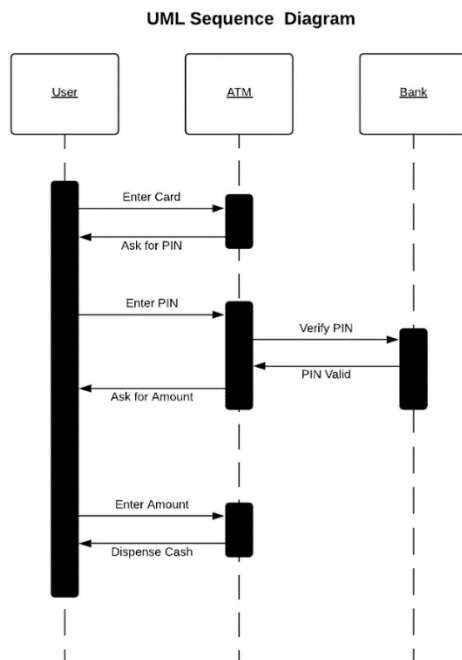 UML Sequence Diagram
User
ATM
Bank
Enter Card
Ask for PIN
Enter PIN
Verify PIN
PIN Valid
Ask for Amount
Enter Amount
Dispense Cash